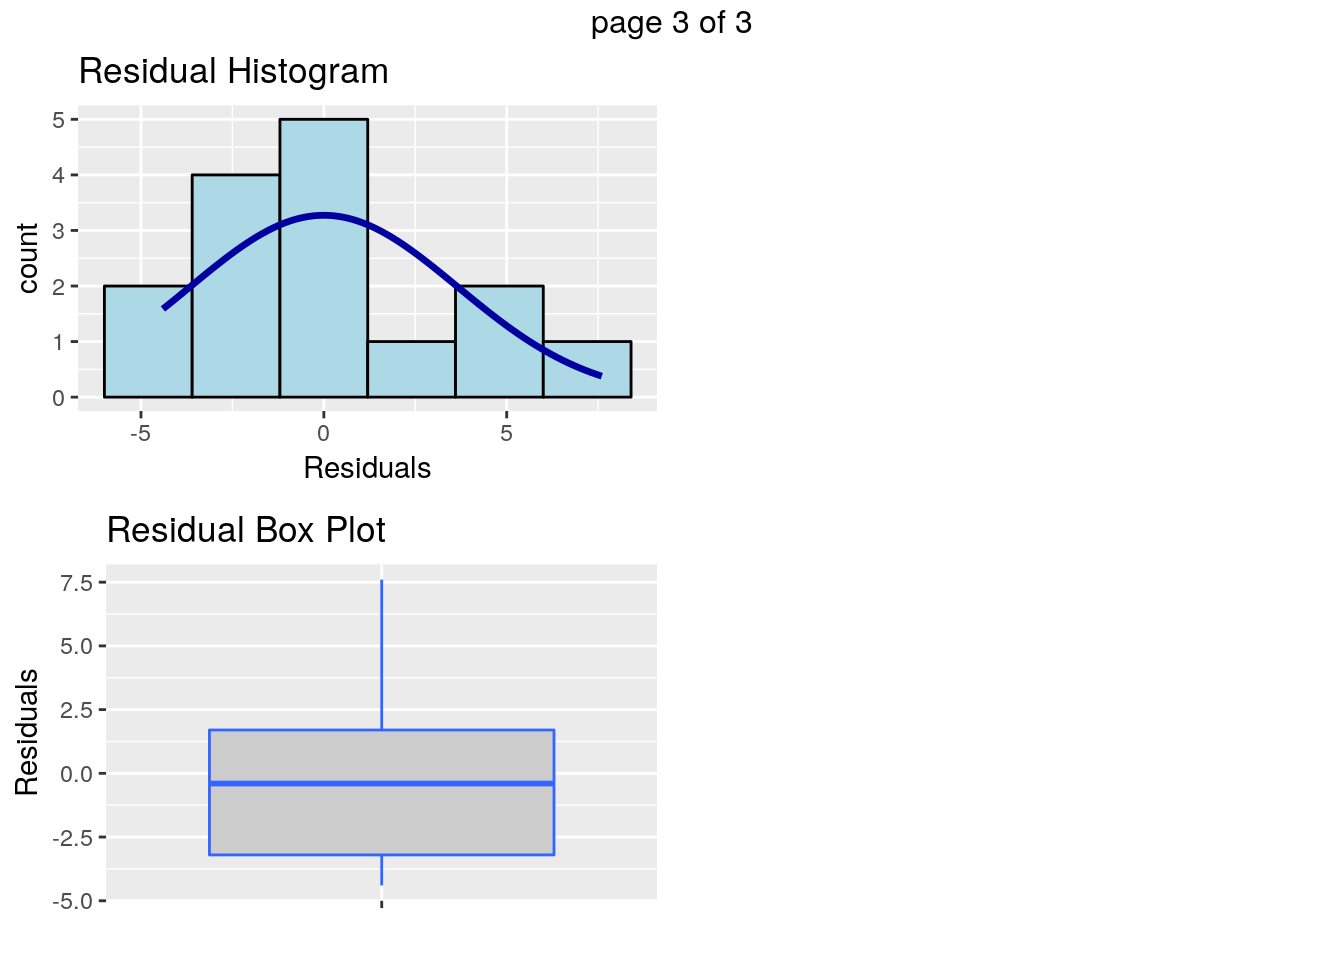 page 3 of 3
Residual Histogram
5
4
3
2
1
0
count
-5 0 5
Residuals
Residual Box Plot
7.5
5.0
2.5
0.0
-2.5
-5.0
Residuals